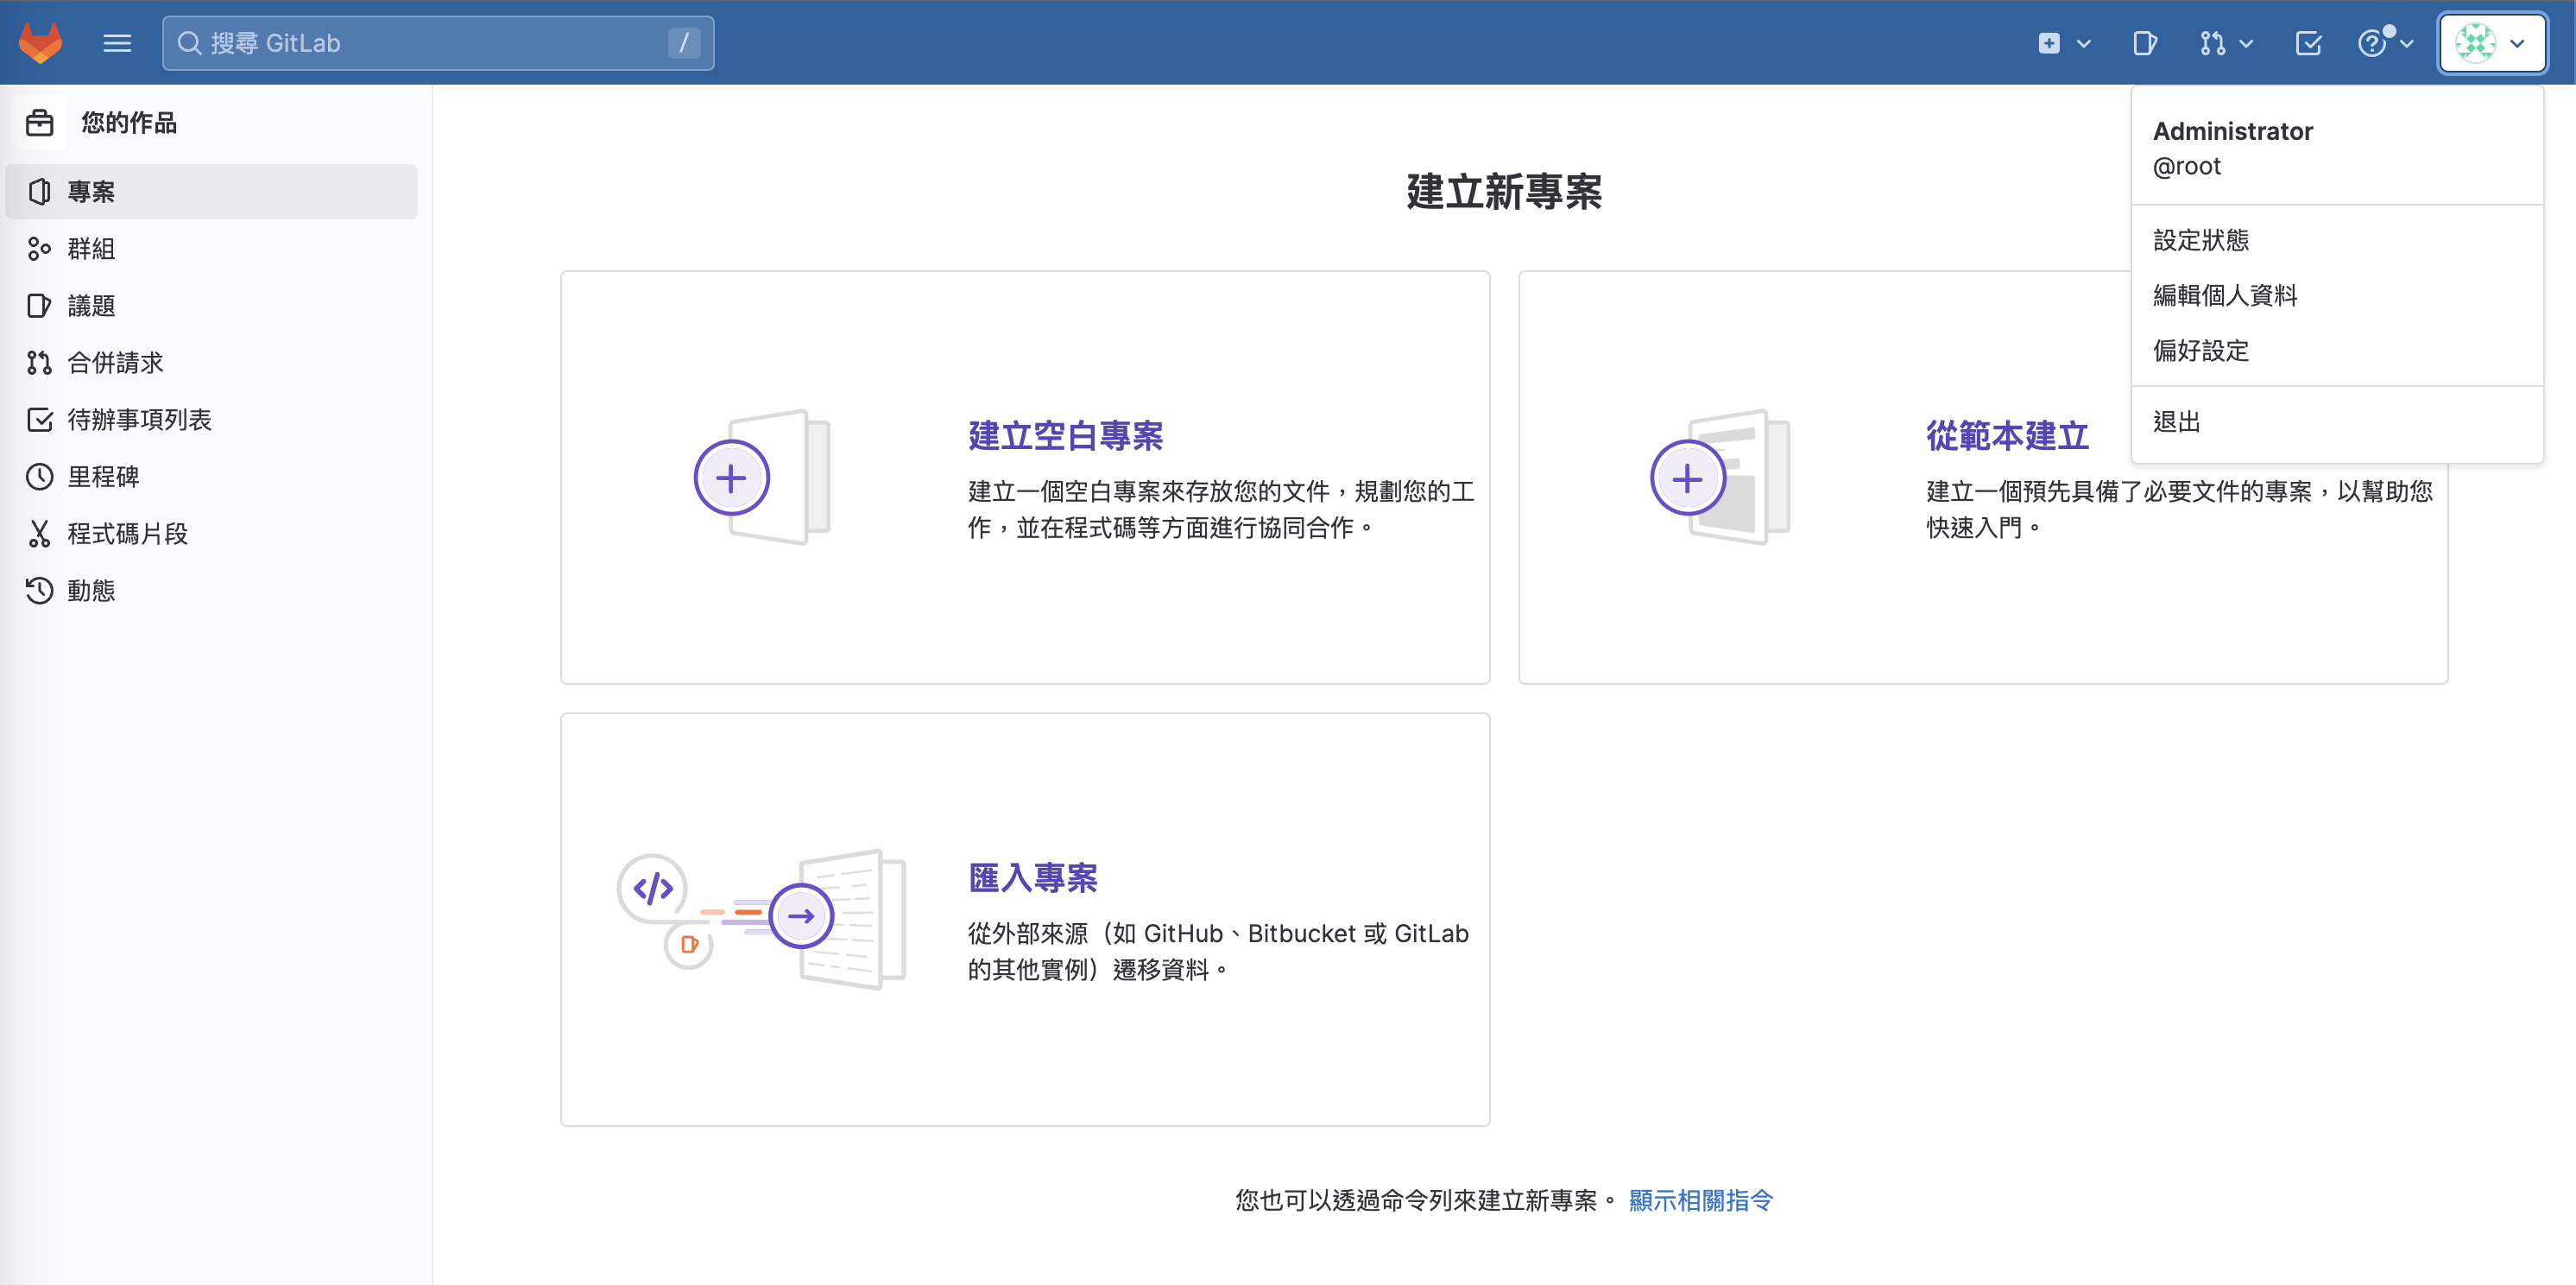 搜尋 GitLab
/
您的作品
專案
群組
議題
合併請求
待辦事項列表
里程碑
程式碼片段
動態
建立新專案
建立空白專案
建立一個空白專案來存放您的文件，規劃您的工
作，並在程式碼等方面進行協同合作。
從範本建立
建立一個預先具備了必要文件的專案，以幫助您
快速入門。
匯入專案
從外部來源（如 GitHub、Bitbucket 或 GitLab
的其他實例）遷移資料。
您也可以透過命令列來建立新專案。 顯示相關指令
Administrator
@root
設定狀態
編輯個人資料
偏好設定
退出